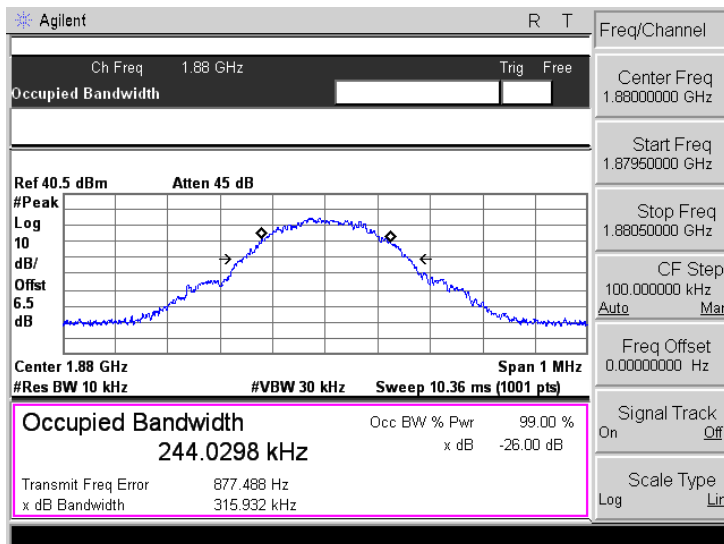 Agilent R T
Ch Freq 1.88 GHz Trig Free
Occupied Bandwidth
Ref 40.5 dBm Atten 45 dB
#Peak
Log
10
dB/
Offst
6.5
dB
Center 1.88 GHz Span 1 MHz
#Res BW 10 kHz #VBW 30 kHz Sweep 10.36 ms (1001 pts)
Occupied Bandwidth Occ BW % Pwr 99.00 %
244.0298 kHz x dB -26.00 dB
Transmit Freq Error 877.488 Hz
x dB Bandwidth 315.932 kHz
Freq/Channel
Center Freq
1.88000000 GHz
Start Freq
1.87950000 GHz
Stop Freq
1.88050000 GHz
CF Step
100.000000 kHz
Auto Mar
Freq Offset
0.00000000 Hz
Signal Track
On Off
Scale Type
Log Lin